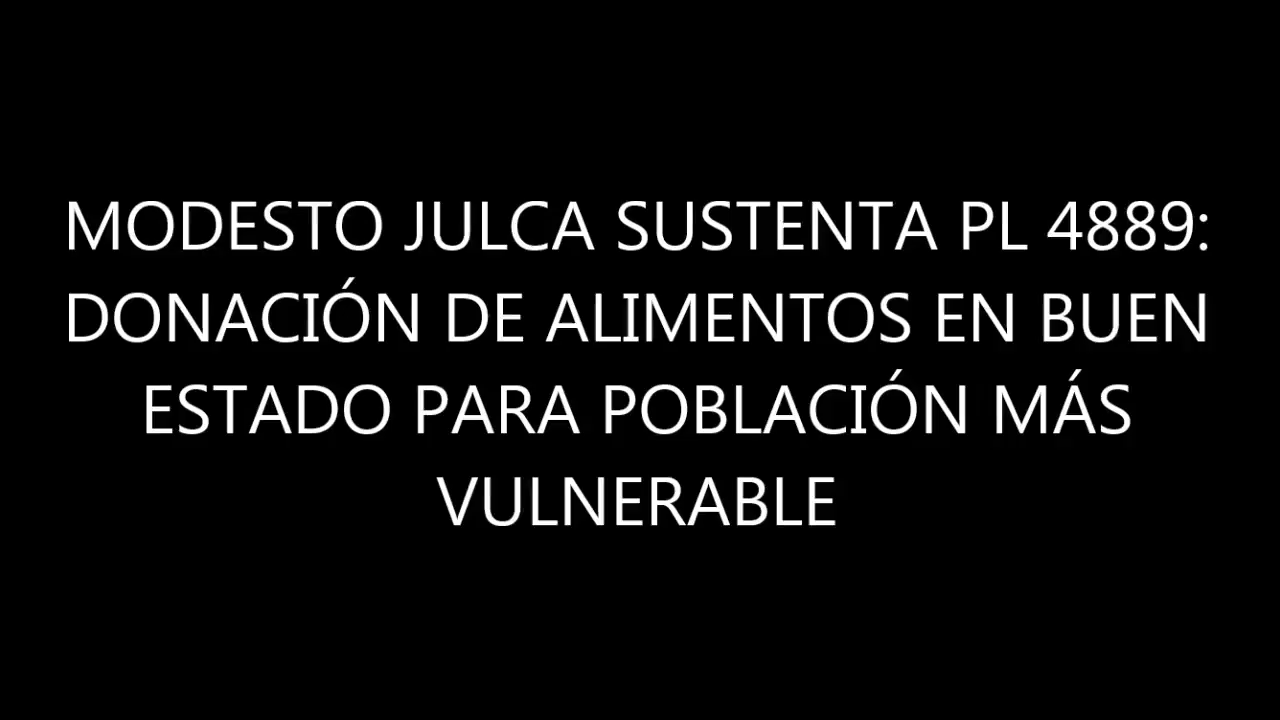 MODESTO JULCA SUSTENTA PL 4889:
DONACIÓN DE ALIMENTOS EN BUEN
ESTADO PARA POBLACIÓN MÁS
VULNERABLE